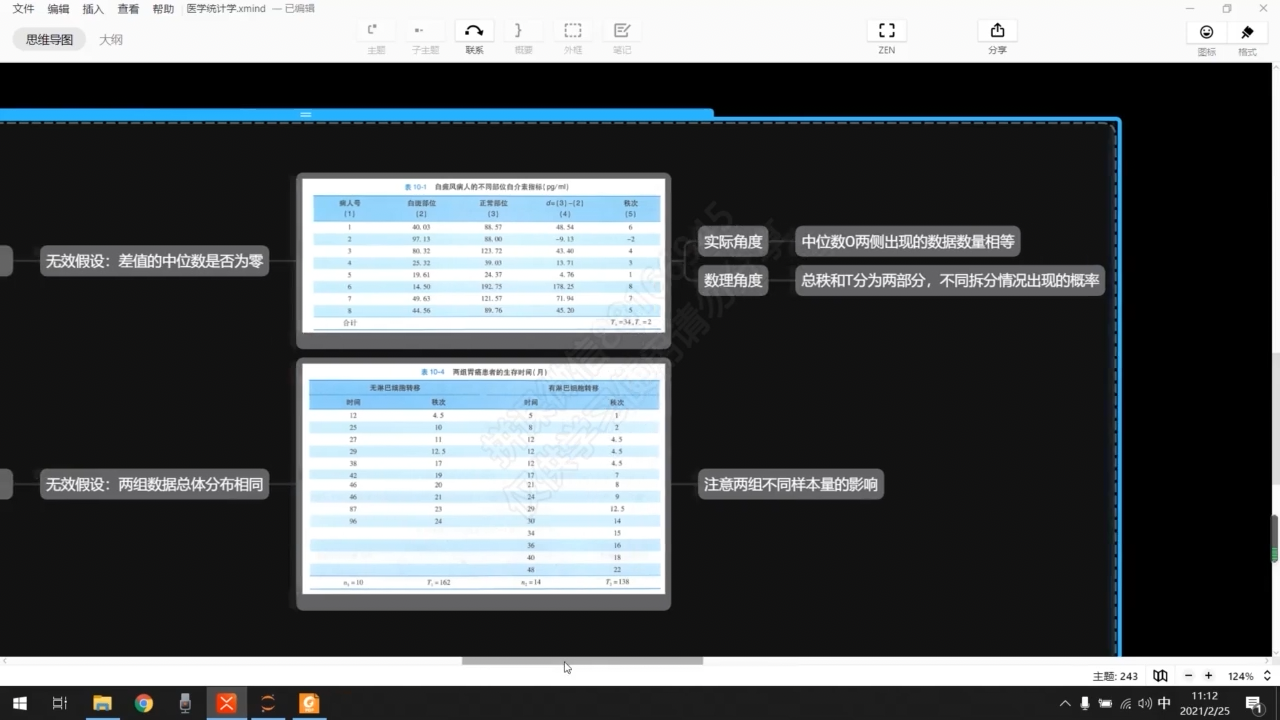 文件 编辑 插入 查看 帮助 医学统计学.xmind — 已编辑
思维导图 大纲
主题 子主题 联系 概要 外框 笔记 ZEN 分享 图标 格式
无效假设：差值的中位数是否为零
表 10-1 白癜风病人的不同部位白介素指标(pg/ml)
病人号 白斑部位 正常部位 d=(3)-(2) 秩次
(1) (2) (3) (4) (5)
1 40.03 88.57 48.54 6
2 97.13 88.00 -9.13 -2
3 80.32 123.72 43.40 4
4 25.32 39.03 13.71 3
5 19.61 24.37 4.76 1
6 14.50 192.75 178.25 8
7 49.63 121.57 71.94 7
8 44.56 89.76 45.20 5
合计 T₊=34, T₋=2
实际角度 中位数0两侧出现的数据数量相等
数理角度 总秩和T分为两部分，不同拆分情况出现的概率
无效假设：两组数据总体分布相同
表 10-4 两组胃癌患者的生存时间(月)
无淋巴细胞转移 有淋巴细胞转移
时间 秩次 时间 秩次
12 4.5 5 1
25 10 8 2
27 11 12 4.5
29 12.5 12 4.5
38 17 12 4.5
42 19 17 7
46 20 21 8
46 21 24 9
87 23 29 12.5
96 24 30 14
34 15
36 16
40 18
48 22
n₁=10 T₁=162 n₂=14 T₂=138
注意两组不同样本量的影响
主题: 243 124%
中 11:12
2021/2/25
1